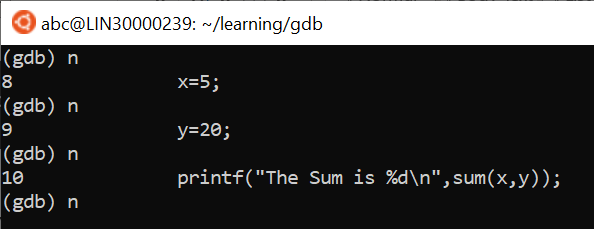 abc@LIN30000239: ~/learning/gdb
(gdb) n
8 x=5;
(gdb) n
9 y=20;
(gdb) n
10 printf("The Sum is %d\n",sum(x,y));
(gdb) n